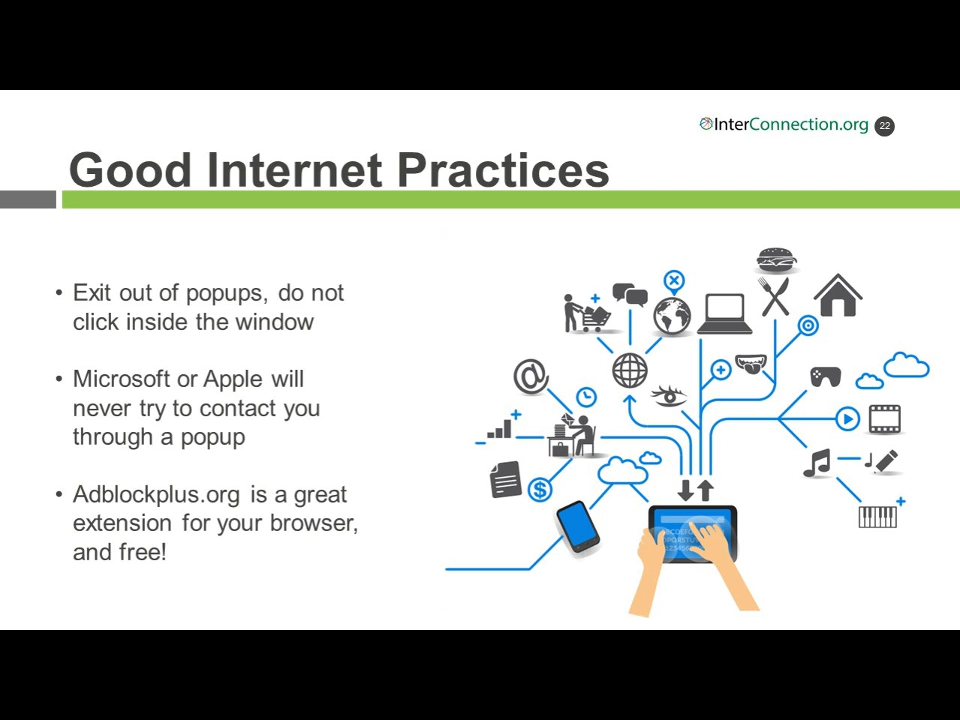 InterConnection.org 22
Good Internet Practices
• Exit out of popups, do not
click inside the window
• Microsoft or Apple will
never try to contact you
through a popup
• Adblockplus.org is a great
extension for your browser,
and free!